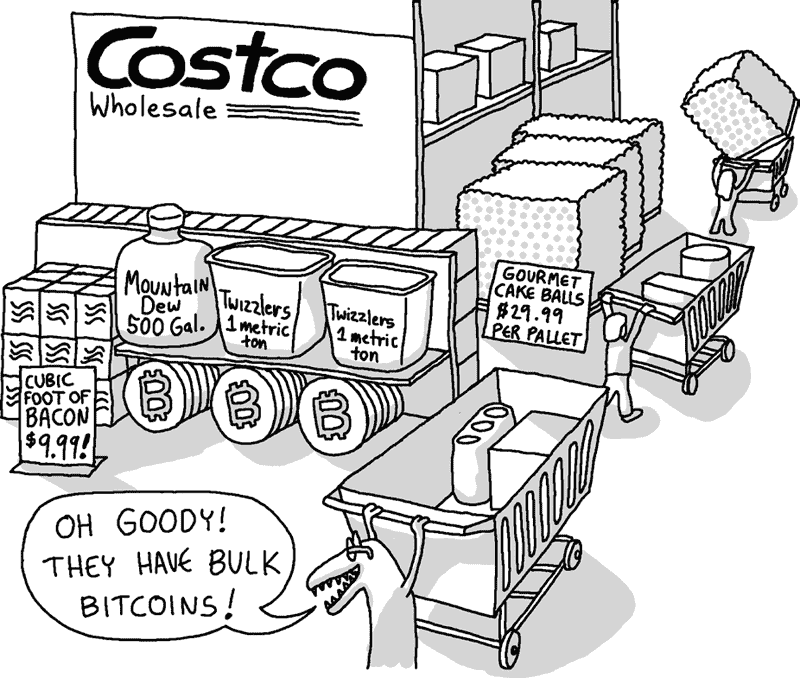 Costco
Wholesale
MOUNTAIN
DEW
500 GAL.
TWIZZLERS
1 metric
ton
TWIZZLERS
1 metric
ton
GOURMET
CAKE BALLS
$29.99
PER PALLET
CUBIC
FOOT OF
BACON
$9.99!
₿
₿
₿
OH GOODY!
THEY HAVE BULK
BITCOINS!